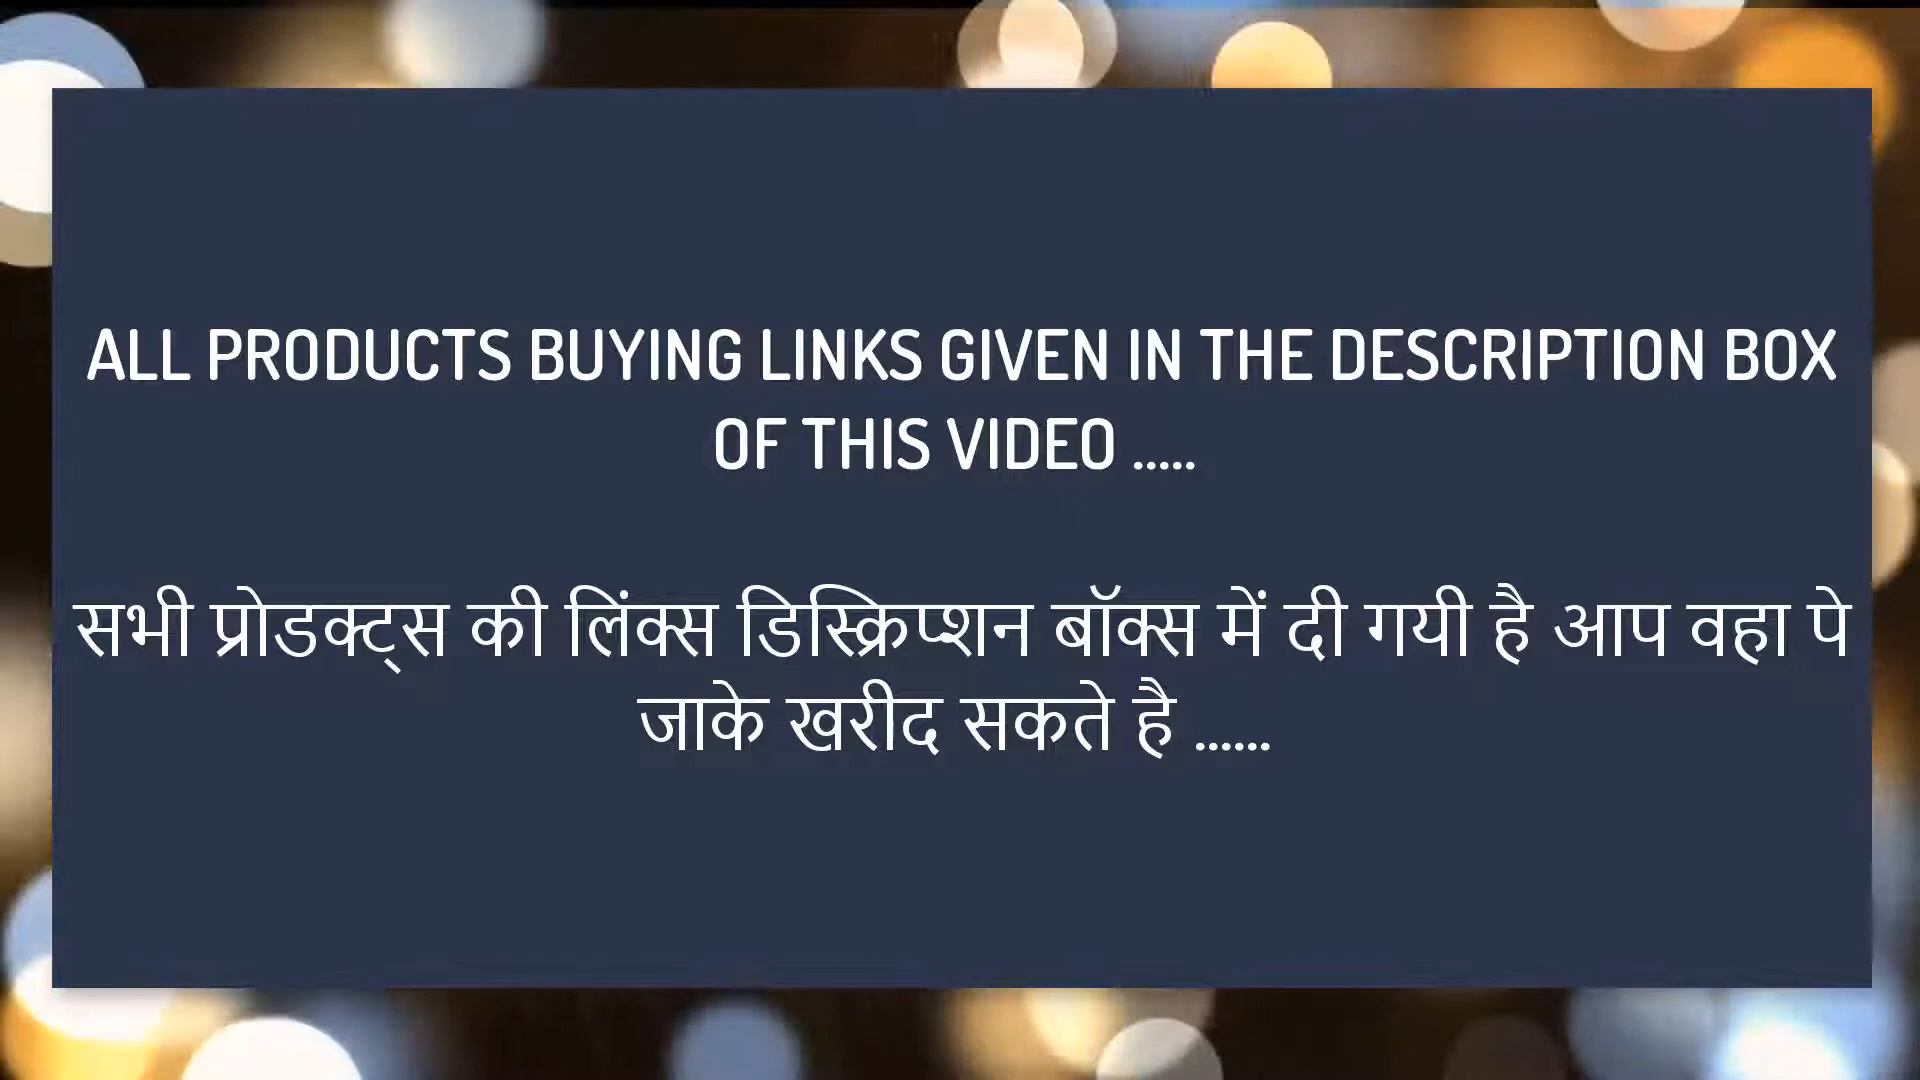 ALL PRODUCTS BUYING LINKS GIVEN IN THE DESCRIPTION BOX
OF THIS VIDEO .....
सभी प्रोडक्ट्स की लिंक्स डिस्क्रिप्शन बॉक्स में दी गयी है आप वहा पे
जाके खरीद सकते है ......